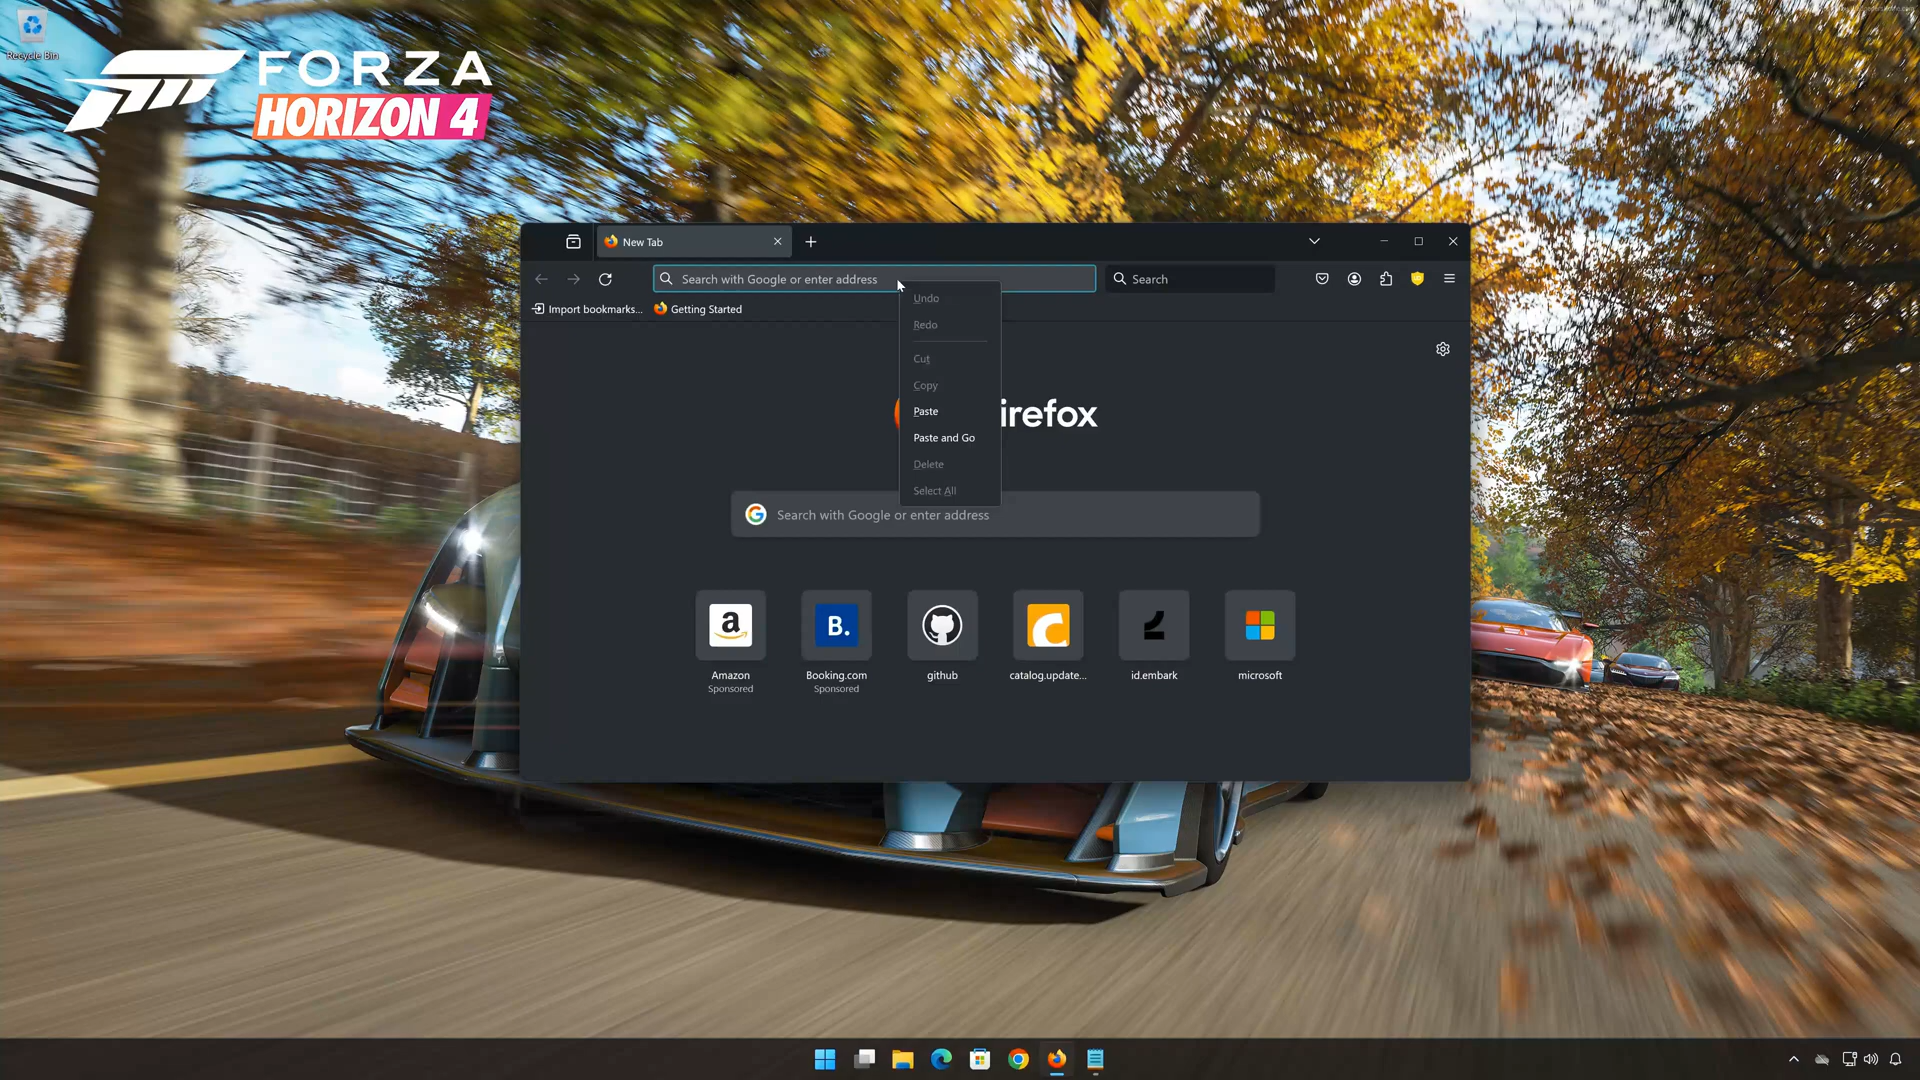 Recycle Bin
FORZA
HORIZON 4
New Tab
Search with Google or enter address
Search
Import bookmarks...
Getting Started
Undo
Redo
Cut
Copy
Paste
Paste and Go
Delete
Select All
irefox
Search with Google or enter address
a
B.
Amazon
Sponsored
Booking.com
Sponsored
github
catalog.update...
id.embark
microsoft